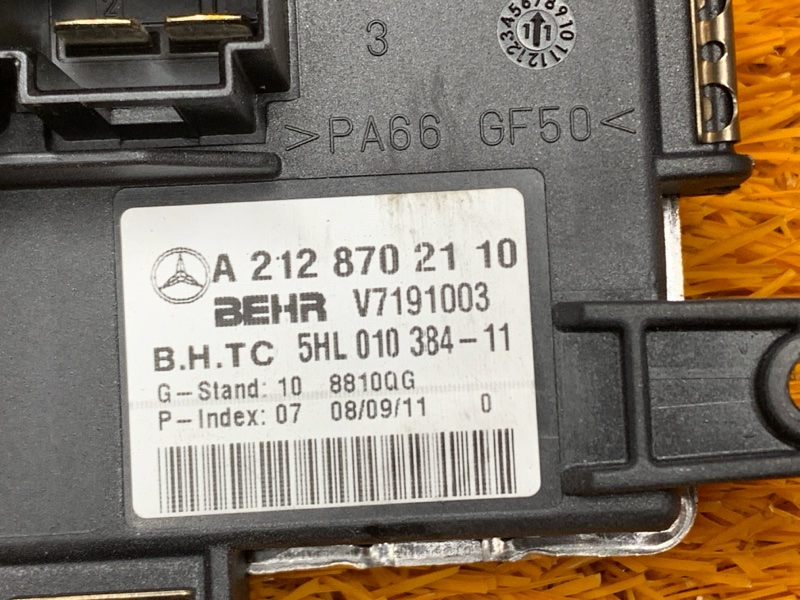 2
3
>PA66 GF50<
A 212 870 21 10
BEHR V7191003
B.H.TC 5HL 010 384-11
G-Stand: 10 8810QG
P-Index: 07 08/09/11 0